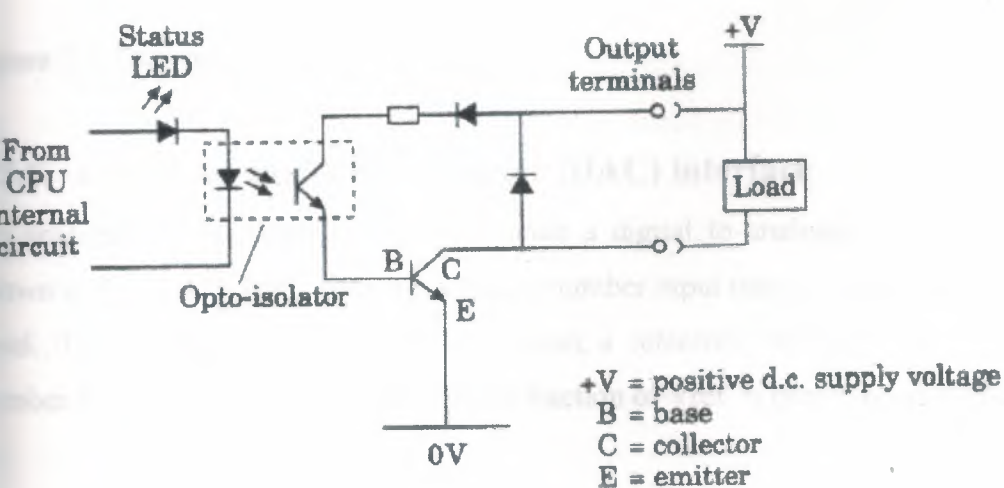 Status
LED
Output
terminals
+V
From
CPU
internal
circuit
Opto-isolator
Load
B
C
E
0V
+V = positive d.c. supply voltage
B = base
C = collector
E = emitter